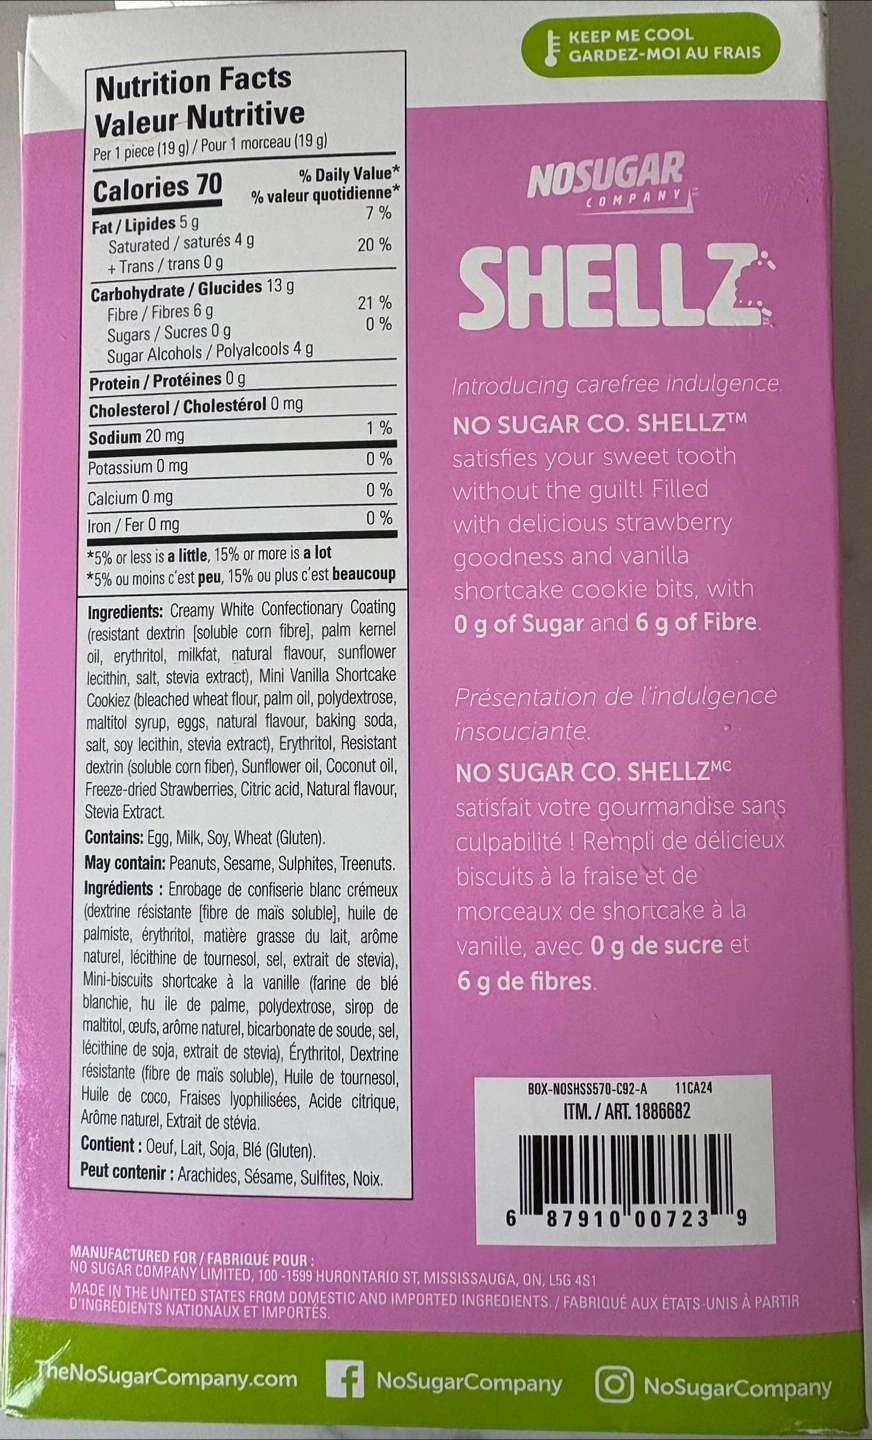 KEEP ME COOL
GARDEZ-MOI AU FRAIS
Nutrition Facts
Valeur Nutritive
Per 1 piece (19 g) / Pour 1 morceau (19 g)
Calories 70
% Daily Value*
% valeur quotidienne*
Fat / Lipides 5 g 7 %
Saturated / saturés 4 g 20 %
+ Trans / trans 0 g
Carbohydrate / Glucides 13 g
Fibre / Fibres 6 g 21 %
Sugars / Sucres 0 g 0 %
Sugar Alcohols / Polyalcools 4 g
Protein / Protéines 0 g
Cholesterol / Cholestérol 0 mg
Sodium 20 mg 1 %
Potassium 0 mg 0 %
Calcium 0 mg 0 %
Iron / Fer 0 mg 0 %
*5% or less is a little, 15% or more is a lot
*5% ou moins c'est peu, 15% ou plus c'est beaucoup
Ingredients: Creamy White Confectionary Coating
(resistant dextrin [soluble corn fibre], palm kernel
oil, erythritol, milkfat, natural flavour, sunflower
lecithin, salt, stevia extract), Mini Vanilla Shortcake
Cookiez (bleached wheat flour, palm oil, polydextrose,
maltitol syrup, eggs, natural flavour, baking soda,
salt, soy lecithin, stevia extract), Erythritol, Resistant
dextrin (soluble corn fiber), Sunflower oil, Coconut oil,
Freeze-dried Strawberries, Citric acid, Natural flavour,
Stevia Extract.
Contains: Egg, Milk, Soy, Wheat (Gluten).
May contain: Peanuts, Sesame, Sulphites, Treenuts.
Ingrédients : Enrobage de confiserie blanc crémeux
(dextrine résistante [fibre de maïs soluble], huile de
palmiste, érythritol, matière grasse du lait, arôme
naturel, lécithine de tournesol, sel, extrait de stevia),
Mini-biscuits shortcake à la vanille (farine de blé
blanchie, hu ile de palme, polydextrose, sirop de
maltitol, œufs, arôme naturel, bicarbonate de soude, sel,
lécithine de soja, extrait de stevia), Érythritol, Dextrine
résistante (fibre de maïs soluble), Huile de tournesol,
Huile de coco, Fraises lyophilisées, Acide citrique,
Arôme naturel, Extrait de stévia.
Contient : Oeuf, Lait, Soja, Blé (Gluten).
Peut contenir : Arachides, Sésame, Sulfites, Noix.
NOSUGAR
COMPANY
SHELLZ
Introducing carefree indulgence.
NO SUGAR CO. SHELLZ™
satisfies your sweet tooth
without the guilt! Filled
with delicious strawberry
goodness and vanilla
shortcake cookie bits, with
0 g of Sugar and 6 g of Fibre.
Présentation de l'indulgence
insouciante.
NO SUGAR CO. SHELLZMC
satisfait votre gourmandise sans
culpabilité ! Rempli de délicieux
biscuits à la fraise et de
morceaux de shortcake à la
vanille, avec 0 g de sucre et
6 g de fibres.
BOX-NOSHSS570-C92-A 11CA24
ITM. / ART. 1886682
6 87910 00723 9
MANUFACTURED FOR / FABRIQUÉ POUR :
NO SUGAR COMPANY LIMITED, 100 -1599 HURONTARIO ST, MISSISSAUGA, ON, L5G 4S1
MADE IN THE UNITED STATES FROM DOMESTIC AND IMPORTED INGREDIENTS. / FABRIQUÉ AUX ÉTATS-UNIS À PARTIR
D'INGRÉDIENTS NATIONAUX ET IMPORTÉS.
TheNoSugarCompany.com
NoSugarCompany
NoSugarCompany